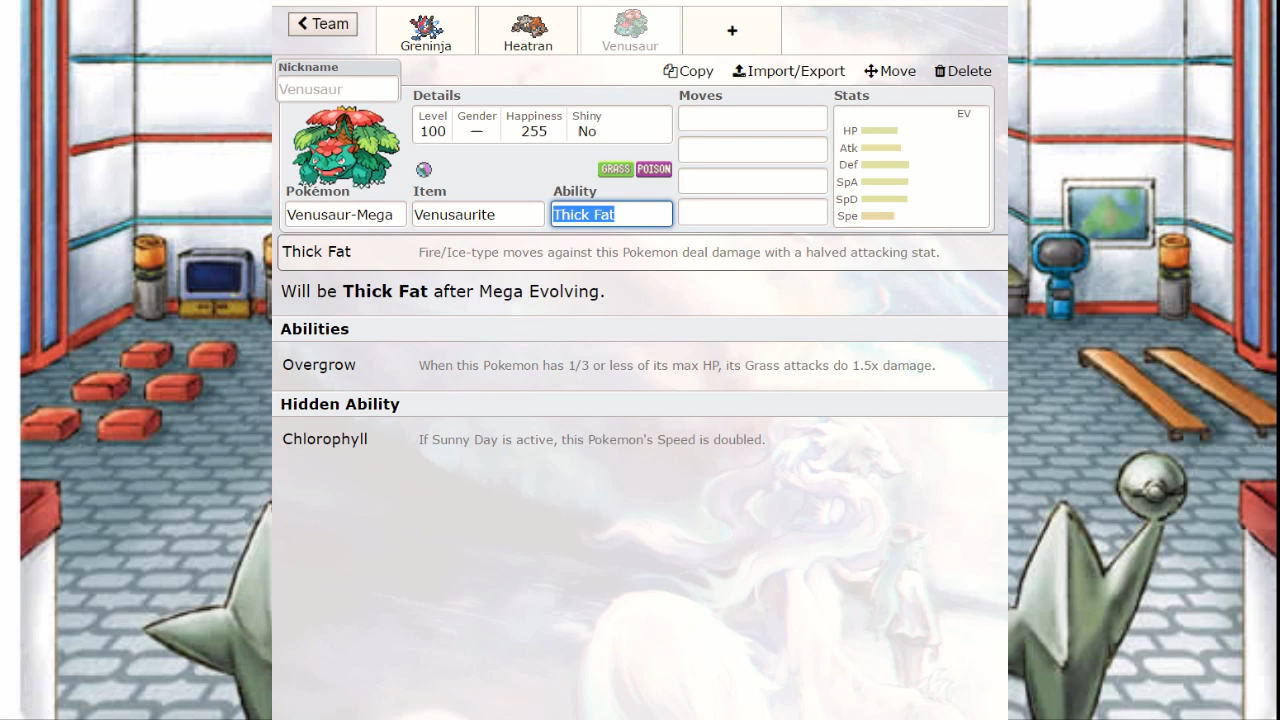 Team
Greninja
Heatran
Venusaur
+
Nickname
Venusaur
Copy
Import/Export
Move
Delete
Details
Moves
Stats
Level
Gender
Happiness
Shiny
100
—
255
No
EV
HP
Atk
Def
SpA
SpD
Spe
GRASS POISON
Pokémon
Item
Ability
Venusaur-Mega
Venusaurite
Thick Fat
Thick Fat Fire/Ice-type moves against this Pokemon deal damage with a halved attacking stat.
Will be Thick Fat after Mega Evolving.
Abilities
Overgrow When this Pokemon has 1/3 or less of its max HP, its Grass attacks do 1.5x damage.
Hidden Ability
Chlorophyll If Sunny Day is active, this Pokemon's Speed is doubled.